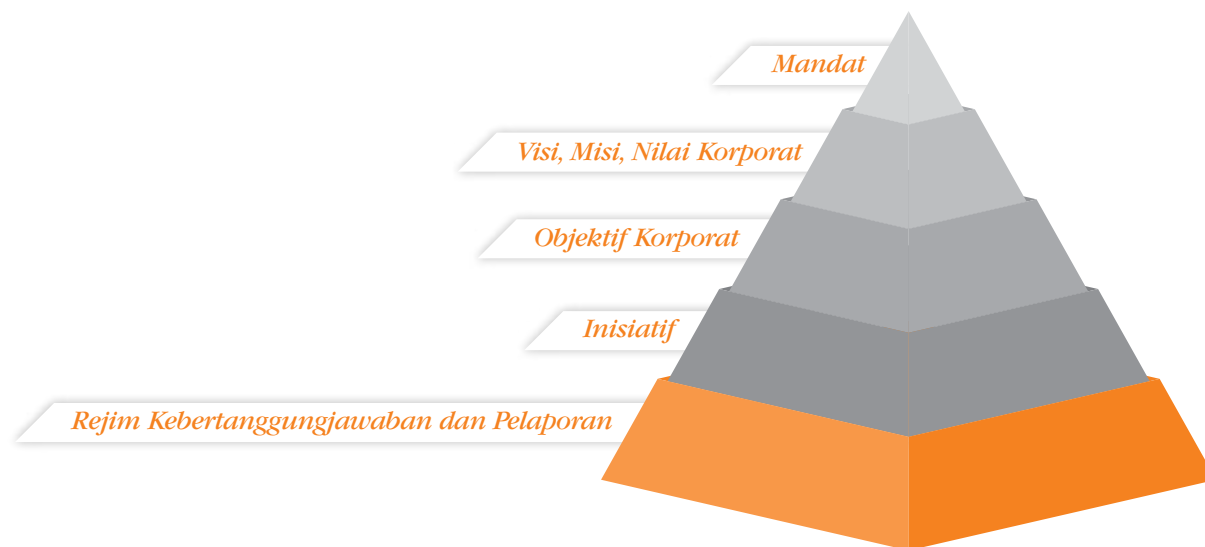 Mandat
Visi, Misi, Nilai Korporat
Objektif Korporat
Inisiatif
Rejim Kebertanggungjawaban dan Pelaporan